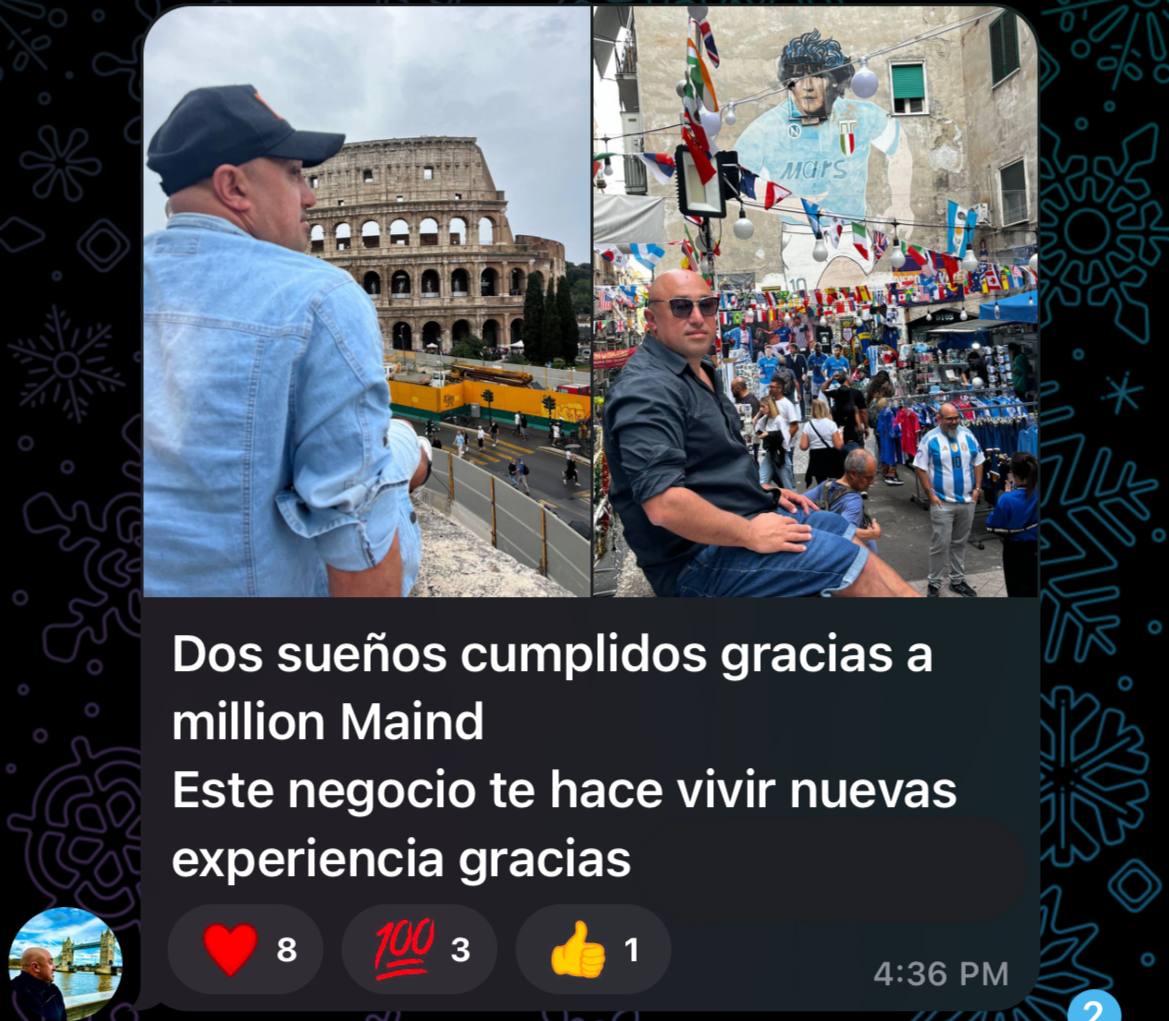 Mars
10
Dos sueños cumplidos gracias a
million Maind
Este negocio te hace vivir nuevas
experiencia gracias
❤️ 8 💯 3 👍 1
4:36 PM
2